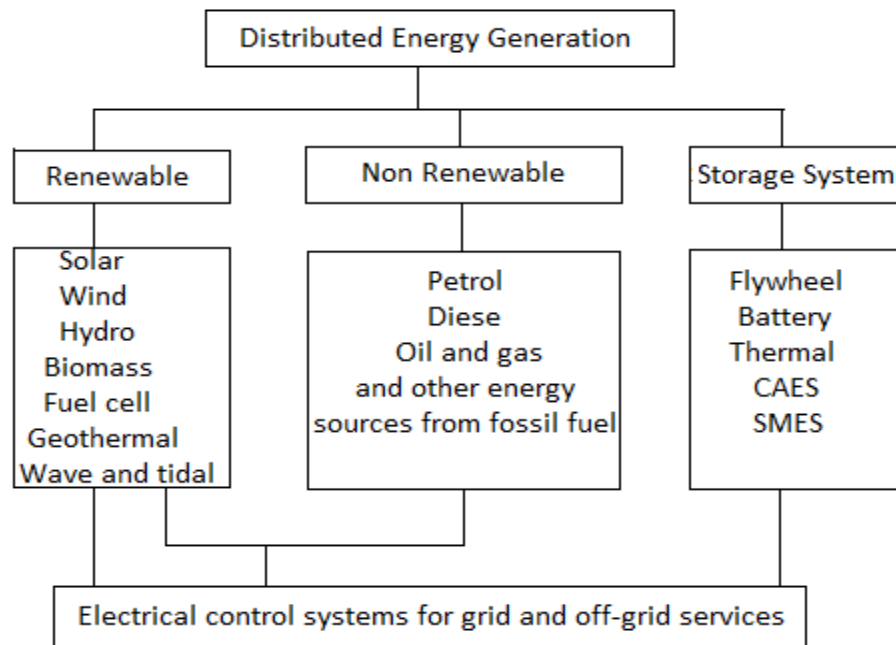 Distributed Energy Generation
Renewable
Non Renewable
Storage System
Solar
Wind
Hydro
Biomass
Fuel cell
Geothermal
Wave and tidal
Petrol
Diese
Oil and gas
and other energy
sources from fossil fuel
Flywheel
Battery
Thermal
CAES
SMES
Electrical control systems for grid and off-grid services